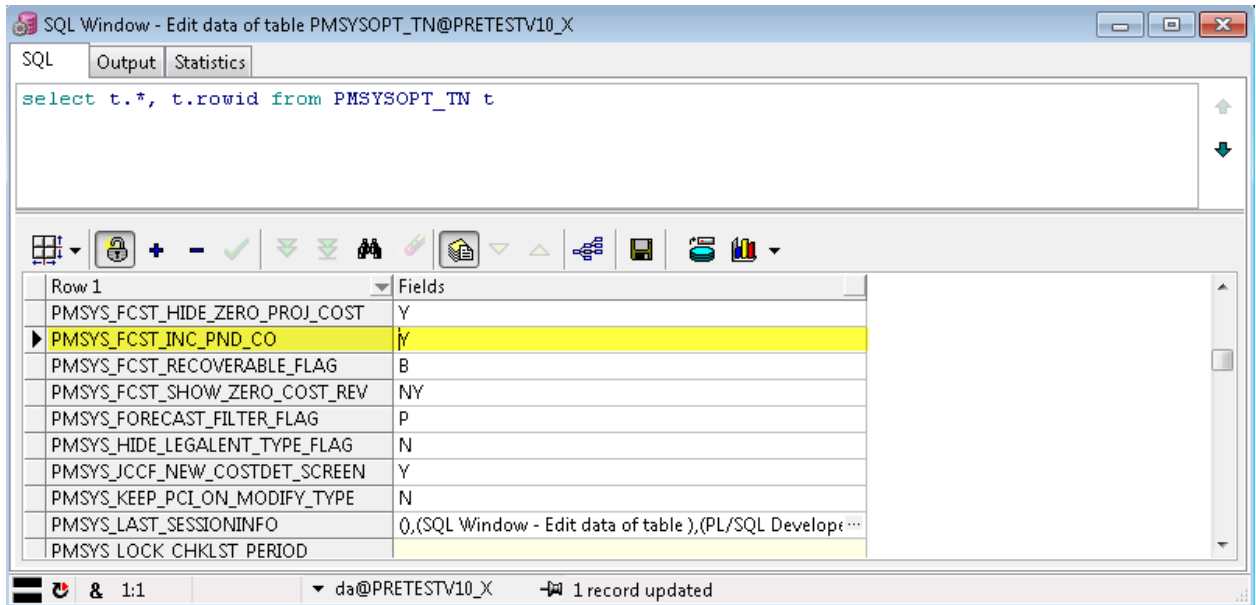 SQL Window - Edit data of table PMSYSOPT_TN@PRETESTV10_X
SQL Output Statistics
select t.*, t.rowid from PMSYSOPT_TN t
Row 1 Fields
PMSYS_FCST_HIDE_ZERO_PROJ_COST Y
PMSYS_FCST_INC_PND_CO Y
PMSYS_FCST_RECOVERABLE_FLAG B
PMSYS_FCST_SHOW_ZERO_COST_REV NY
PMSYS_FORECAST_FILTER_FLAG P
PMSYS_HIDE_LEGALENT_TYPE_FLAG N
PMSYS_JCCF_NEW_COSTDET_SCREEN Y
PMSYS_KEEP_PCI_ON_MODIFY_TYPE N
PMSYS_LAST_SESSIONINFO (),(SQL Window - Edit data of table ),(PL/SQL Develope ...
PMSYS_LOCK_CHKLST_PERIOD
& 1:1 da@PRETESTV10_X 1 record updated